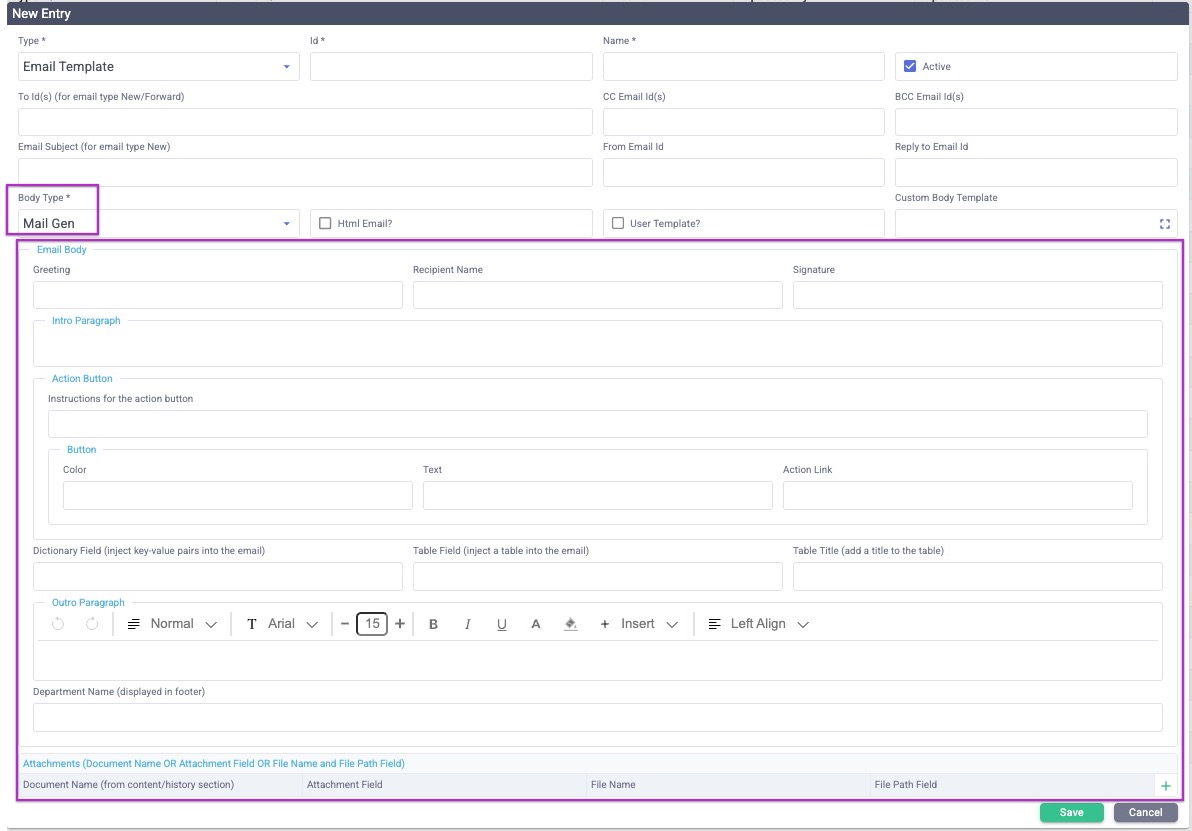 New Entry
Type * Id * Name *
Email Template Active
To Id(s) (for email type New/Forward) CC Email Id(s) BCC Email Id(s)
Email Subject (for email type New) From Email Id Reply to Email Id
Body Type * Custom Body Template
Mail Gen Html Email? User Template?
Email Body
Greeting Recipient Name Signature
Intro Paragraph
Action Button
Instructions for the action button
Button
Color Text Action Link
Dictionary Field (inject key-value pairs into the email) Table Field (inject a table into the email) Table Title (add a title to the table)
Outro Paragraph
Normal T Arial − 15 + B I U A + Insert Left Align
Department Name (displayed in footer)
Attachments (Document Name OR Attachment Field OR File Name and File Path Field)
Document Name (from content/history section) Attachment Field File Name File Path Field +
Save Cancel